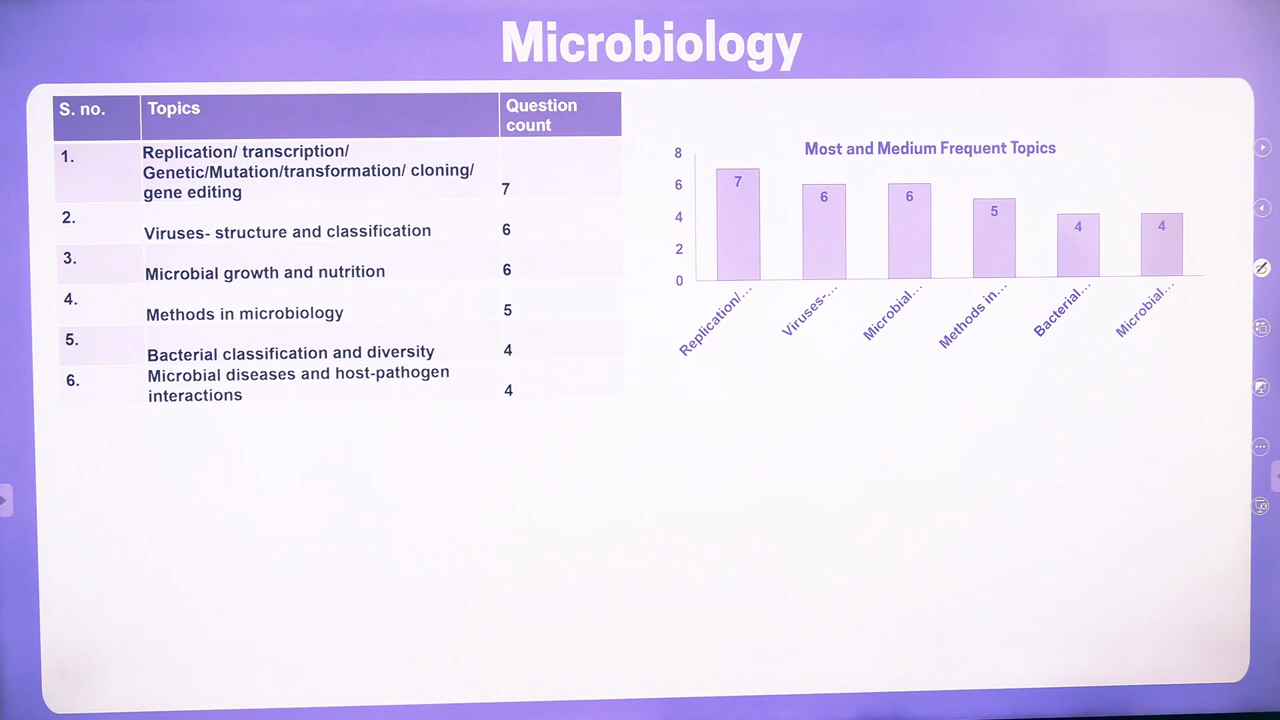 Microbiology
S. no. Topics Question
count
1. Replication/ transcription/
Genetic/Mutation/transformation/ cloning/
gene editing 7
2. Viruses- structure and classification 6
3. Microbial growth and nutrition 6
4. Methods in microbiology 5
5. Bacterial classification and diversity 4
6. Microbial diseases and host-pathogen
interactions 4
Most and Medium Frequent Topics
8
6
4
2
0
7 6 6 5 4 4
Replication/...
Viruses-...
Microbial...
Methods in...
Bacterial...
Microbial...